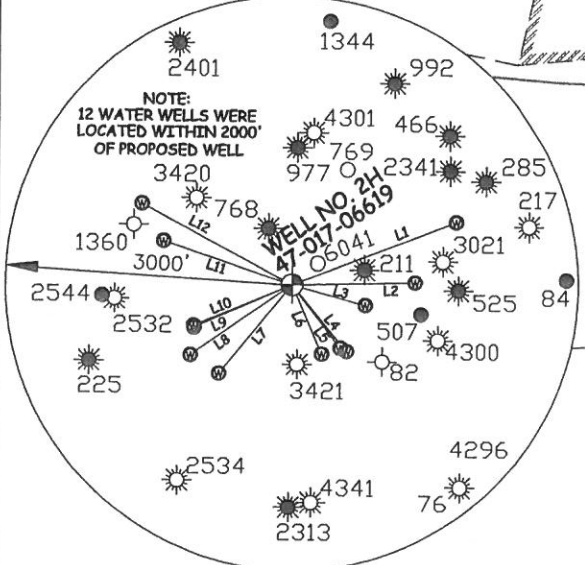 1344
2401
992
NOTE:
12 WATER WELLS WERE
LOCATED WITHIN 2000'
OF PROPOSED WELL
4301
466
977
769
2341
285
3420
768
217
WELL NO. 2H
47-017-06619
L12
L1
1360
6041
3021
3000'
L11
211
L3
L2
84
2544
525
2532
L10
L9
L8
L7
L6
L5
L4
507
4300
225
82
3421
2534
4296
4341
76
2313
W
W
W
W
W
W
W
W
W
W
W